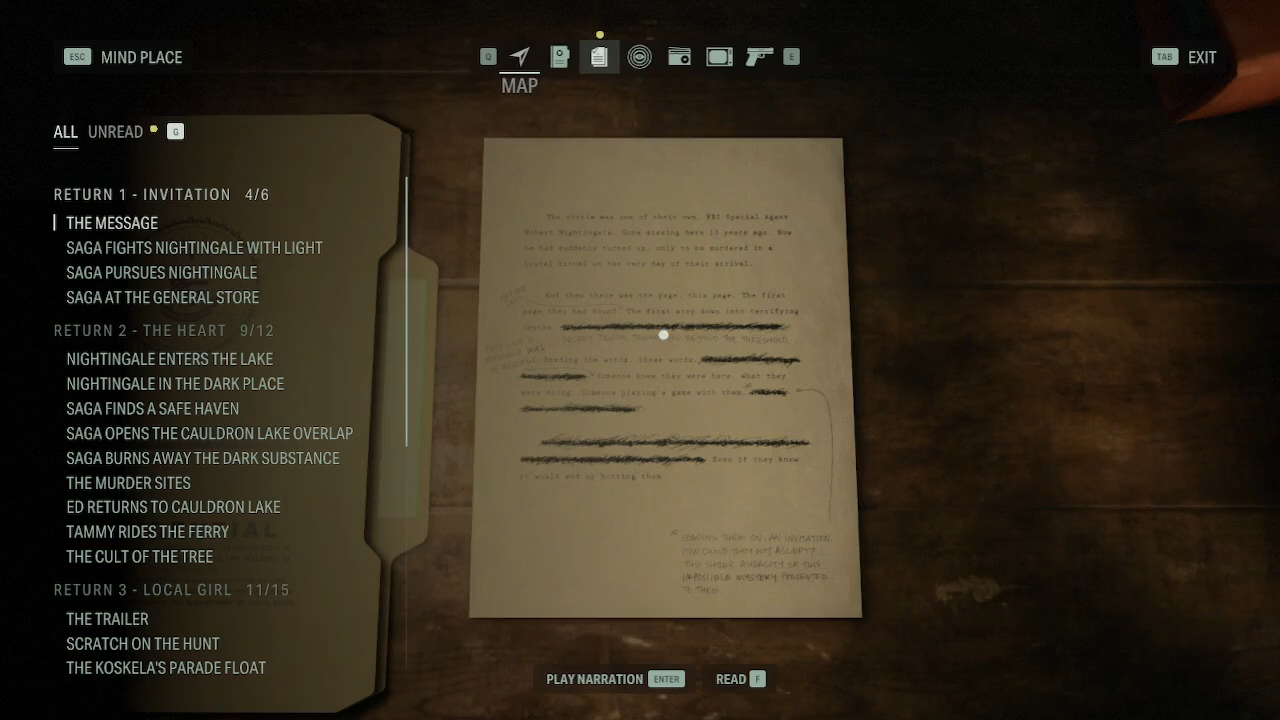 ESC MIND PLACE
Q
E
MAP
TAB EXIT
ALL UNREAD G
RETURN 1 - INVITATION 4/6
THE MESSAGE
SAGA FIGHTS NIGHTINGALE WITH LIGHT
SAGA PURSUES NIGHTINGALE
SAGA AT THE GENERAL STORE
RETURN 2 - THE HEART 9/12
NIGHTINGALE ENTERS THE LAKE
NIGHTINGALE IN THE DARK PLACE
SAGA FINDS A SAFE HAVEN
SAGA OPENS THE CAULDRON LAKE OVERLAP
SAGA BURNS AWAY THE DARK SUBSTANCE
THE MURDER SITES
ED RETURNS TO CAULDRON LAKE
TAMMY RIDES THE FERRY
THE CULT OF THE TREE
RETURN 3 - LOCAL GIRL 11/15
THE TRAILER
SCRATCH ON THE HUNT
THE KOSKELA'S PARADE FLOAT
The victim was one of their own. FBI Special Agent
Robert Nightingale. Gone missing here 13 years ago. Now
he had suddenly turned up, only to be murdered in a
brutal ritual on the very day of their arrival.
And then there was the page, this page. The first
page they had found. The first step down into terrifying
depths.
BEYOND THE THRESHOLD.
Reading the words, these words,
Someone knew they were here, what they
were doing. Someone playing a game with them.
Even if they knew
it would end up hurting them.
LEADING THEM ON, AN INVITATION.
HOW COULD THEY NOT ACCEPT?
THE SHEER AUDACITY OF THIS
IMPOSSIBLE MYSTERY PRESENTED
TO THEM.
PLAY NARRATION ENTER READ F